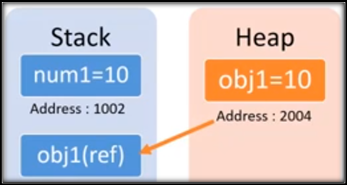 Stack
num1=10
Address : 1002
obj1(ref)
Heap
obj1=10
Address : 2004